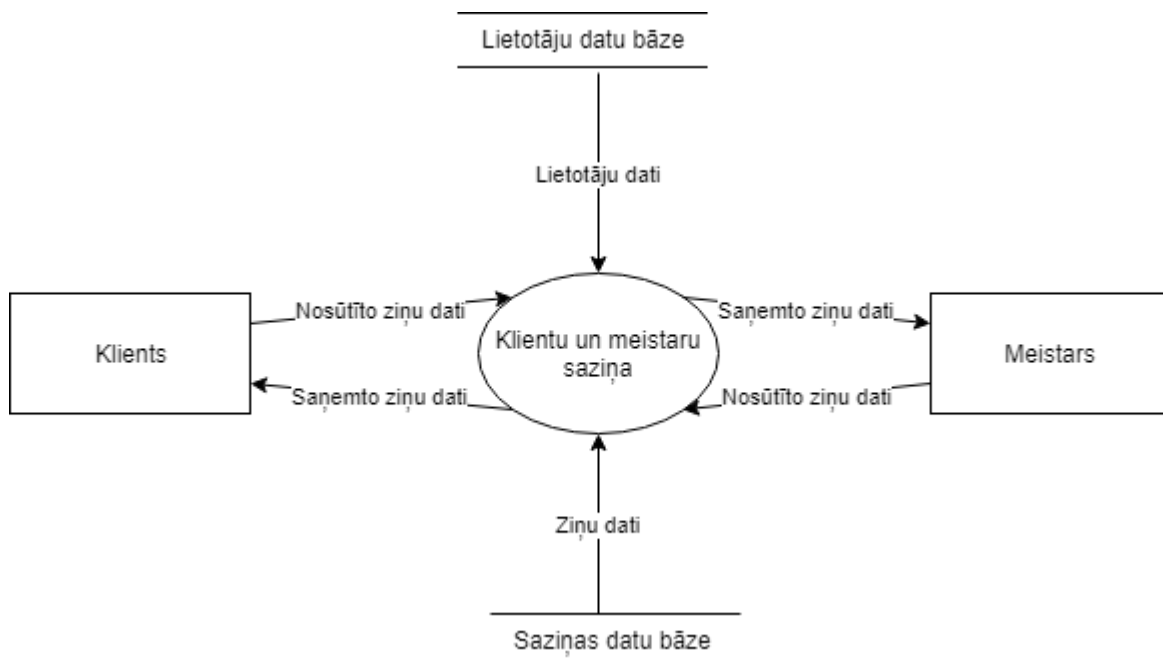 Lietotāju datu bāze
Lietotāju dati
Nosūtīto ziņu dati
Saņemto ziņu dati
Klients
Klientu un meistaru
saziņa
Meistars
Saņemto ziņu dati
Nosūtīto ziņu dati
Ziņu dati
Saziņas datu bāze